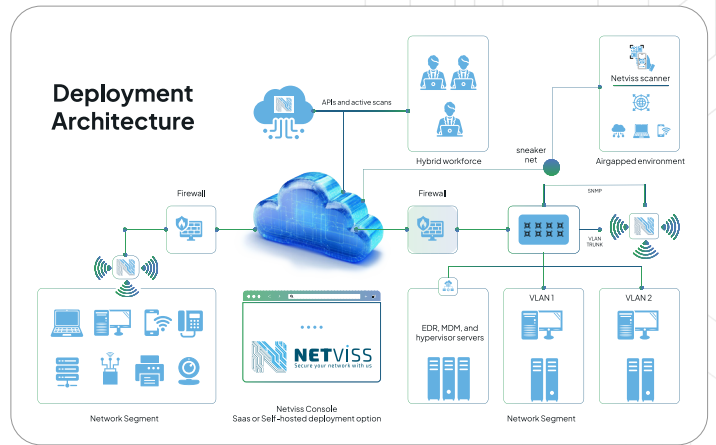 Deployment
Architecture
APIs and active scans
Hybrid workforce
Netviss scanner
Airgapped environment
sneaker
net
Firewall
Firewall
SNMP
VLAN
TRUNK
EDR, MDM, and
hypervisor servers
VLAN 1
VLAN 2
NETViSS
Secure your network with us
Network Segment
Netviss Console
Saas or Self-hosted deployment option
Network Segment